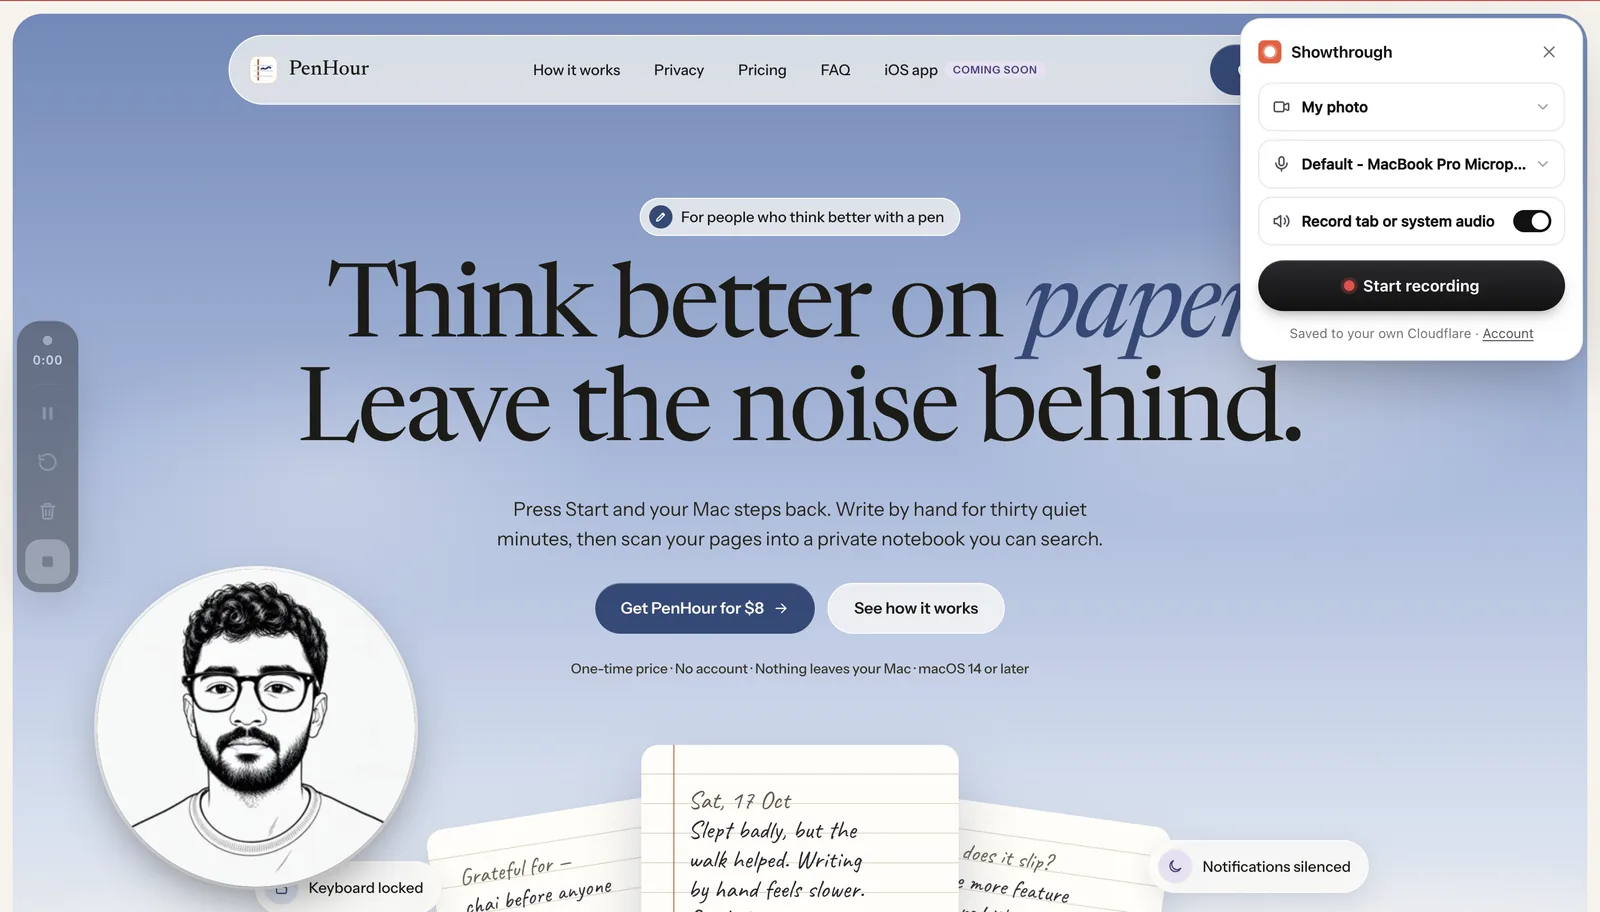 PenHour
How it works Privacy Pricing FAQ iOS app COMING SOON
Showthrough
My photo
Default - MacBook Pro Microp...
Record tab or system audio
Start recording
Saved to your own Cloudflare · Account
For people who think better with a pen
Think better on paper
Leave the noise behind.
0:00
Press Start and your Mac steps back. Write by hand for thirty quiet
minutes, then scan your pages into a private notebook you can search.
Get PenHour for $8 →
See how it works
One-time price · No account · Nothing leaves your Mac · macOS 14 or later
Keyboard locked
Grateful for —
chai before anyone
Sat, 17 Oct
Slept badly, but the
walk helped. Writing
by hand feels slower.
does it slip?
more feature
Notifications silenced